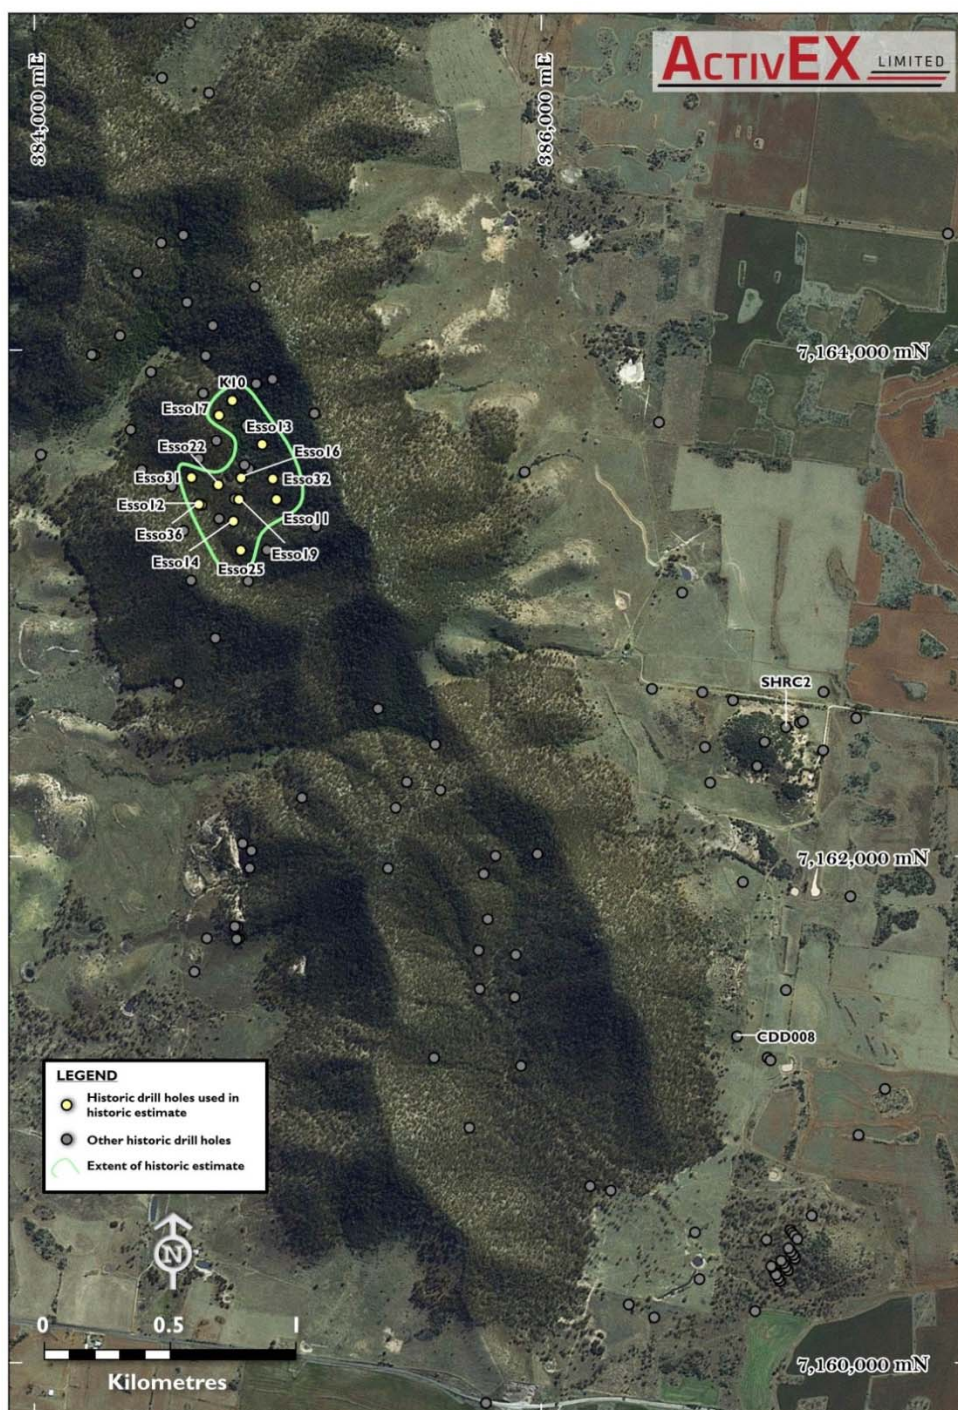 384,000 mE
386,000 mE
ACTIVEX LIMITED
7,164,000 mN
K10
Esso17
Esso13
Esso22
Esso16
Esso31
Esso32
Esso12
Esso11
Esso36
Esso14
Esso19
Esso25
SHRC2
7,162,000 mN
CDD008
LEGEND
Historic drill holes used in
historic estimate
Other historic drill holes
Extent of historic estimate
N
0 0.5 1
Kilometres
7,160,000 mN